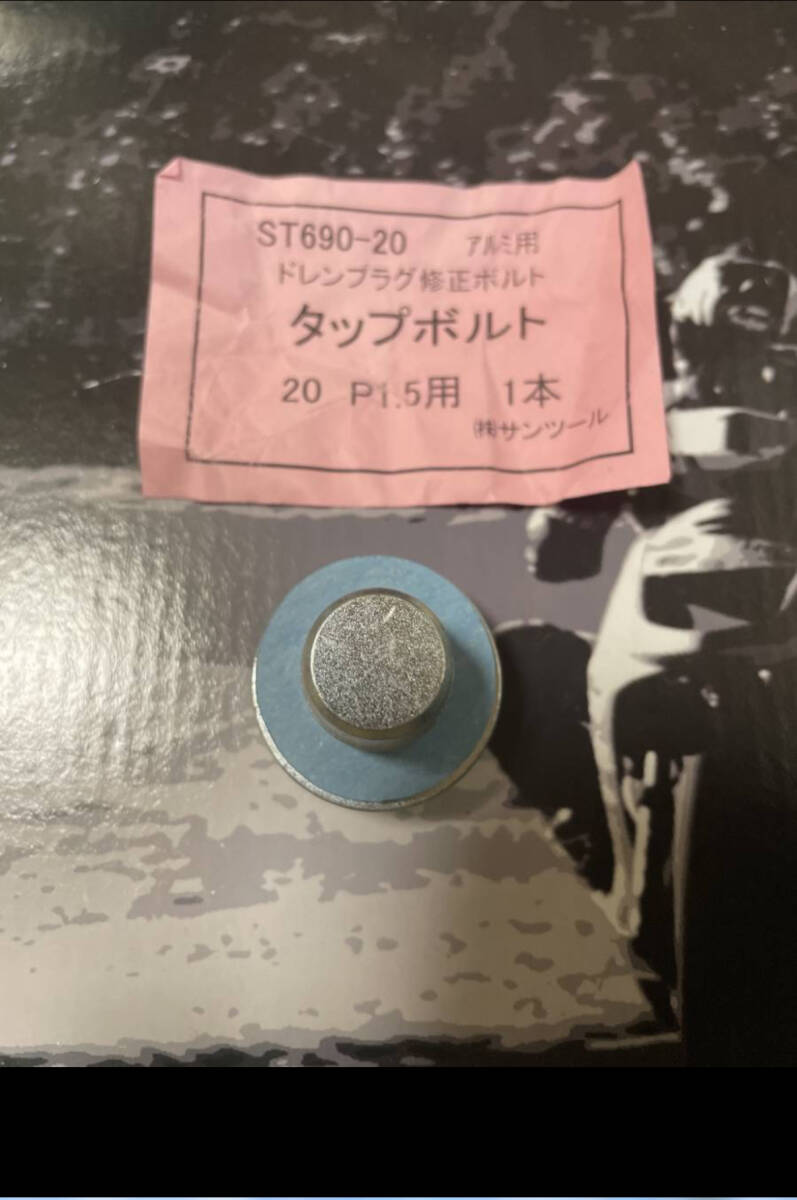 ST690-20 アルミ用
ドレンプラグ修正ボルト
タップボルト
20 P1.5用 1本
㈱サンツール